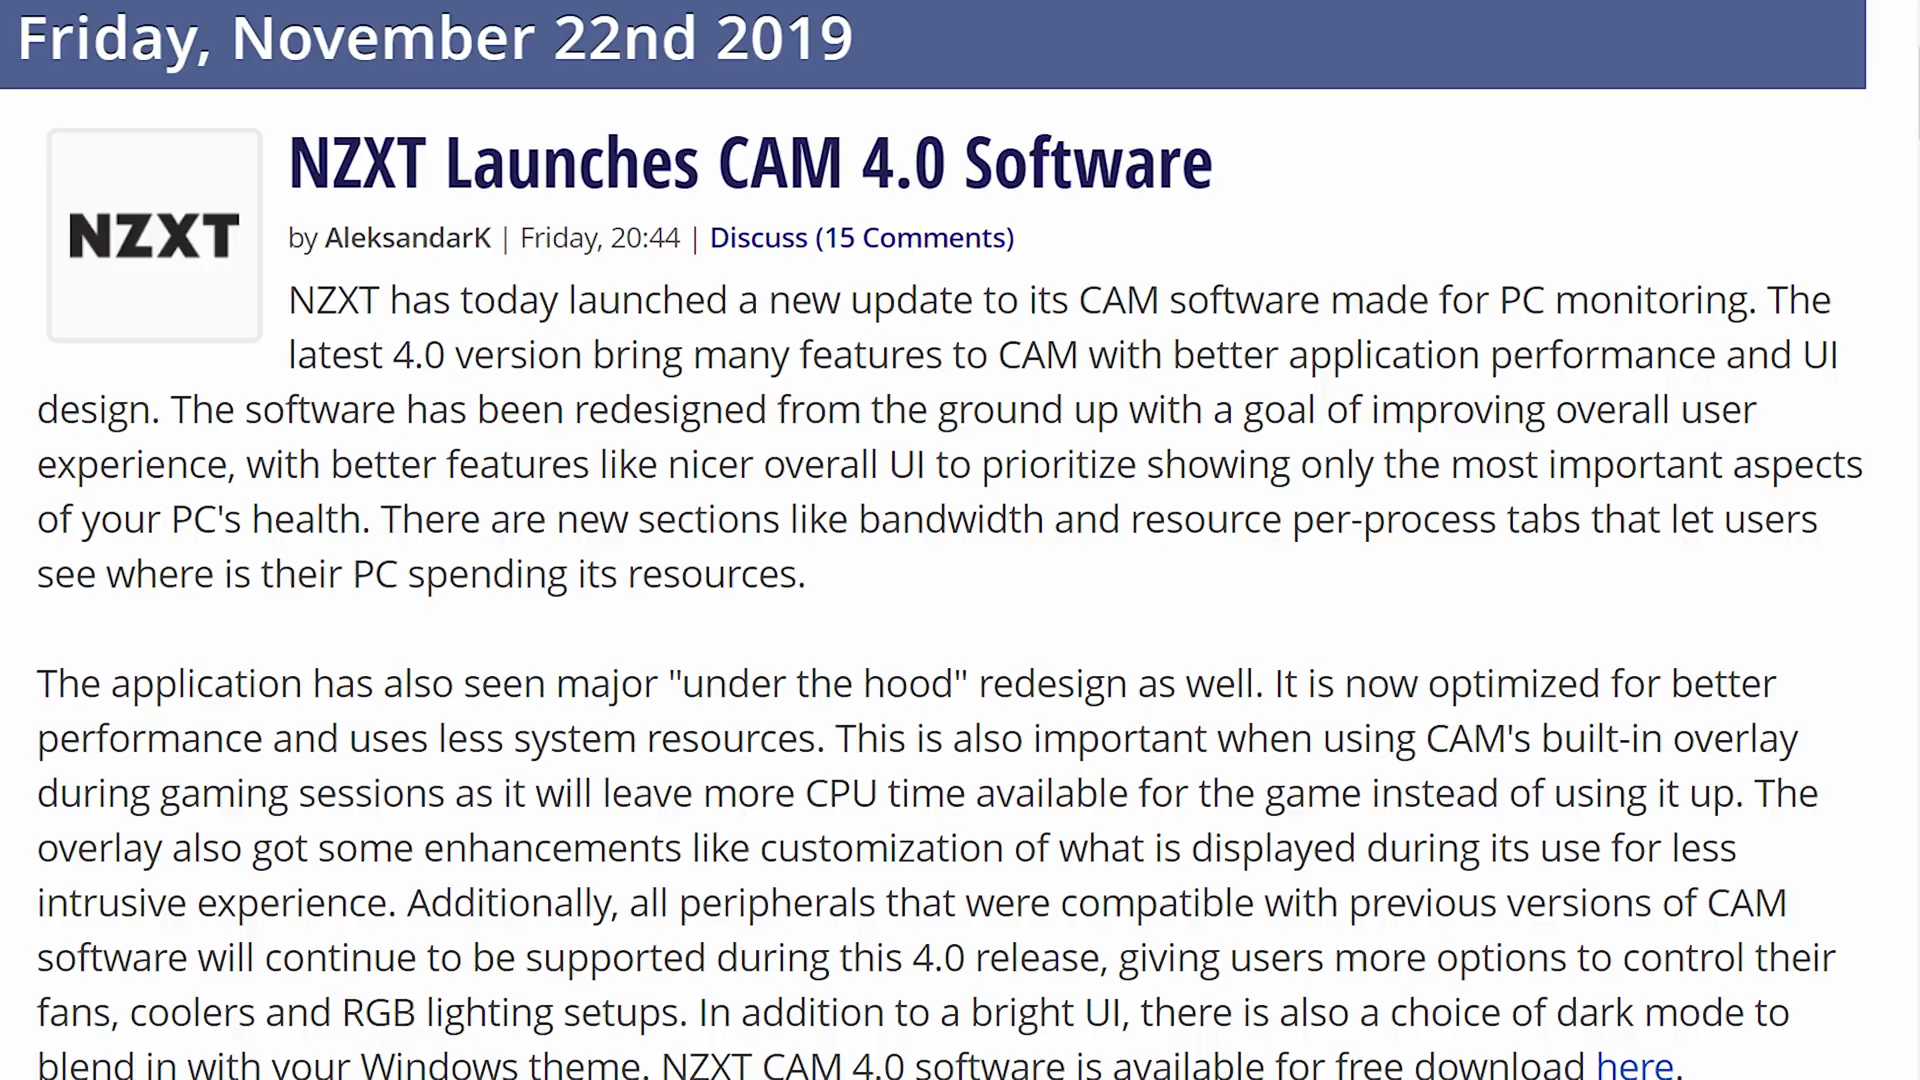 Friday, November 22nd 2019
NZXT Launches CAM 4.0 Software
NZXT
by AleksandarK | Friday, 20:44 | Discuss (15 Comments)
NZXT has today launched a new update to its CAM software made for PC monitoring. The
latest 4.0 version bring many features to CAM with better application performance and UI
design. The software has been redesigned from the ground up with a goal of improving overall user
experience, with better features like nicer overall UI to prioritize showing only the most important aspects
of your PC's health. There are new sections like bandwidth and resource per-process tabs that let users
see where is their PC spending its resources.
The application has also seen major "under the hood" redesign as well. It is now optimized for better
performance and uses less system resources. This is also important when using CAM's built-in overlay
during gaming sessions as it will leave more CPU time available for the game instead of using it up. The
overlay also got some enhancements like customization of what is displayed during its use for less
intrusive experience. Additionally, all peripherals that were compatible with previous versions of CAM
software will continue to be supported during this 4.0 release, giving users more options to control their
fans, coolers and RGB lighting setups. In addition to a bright UI, there is also a choice of dark mode to
blend in with your Windows theme. NZXT CAM 4.0 software is available for free download here.